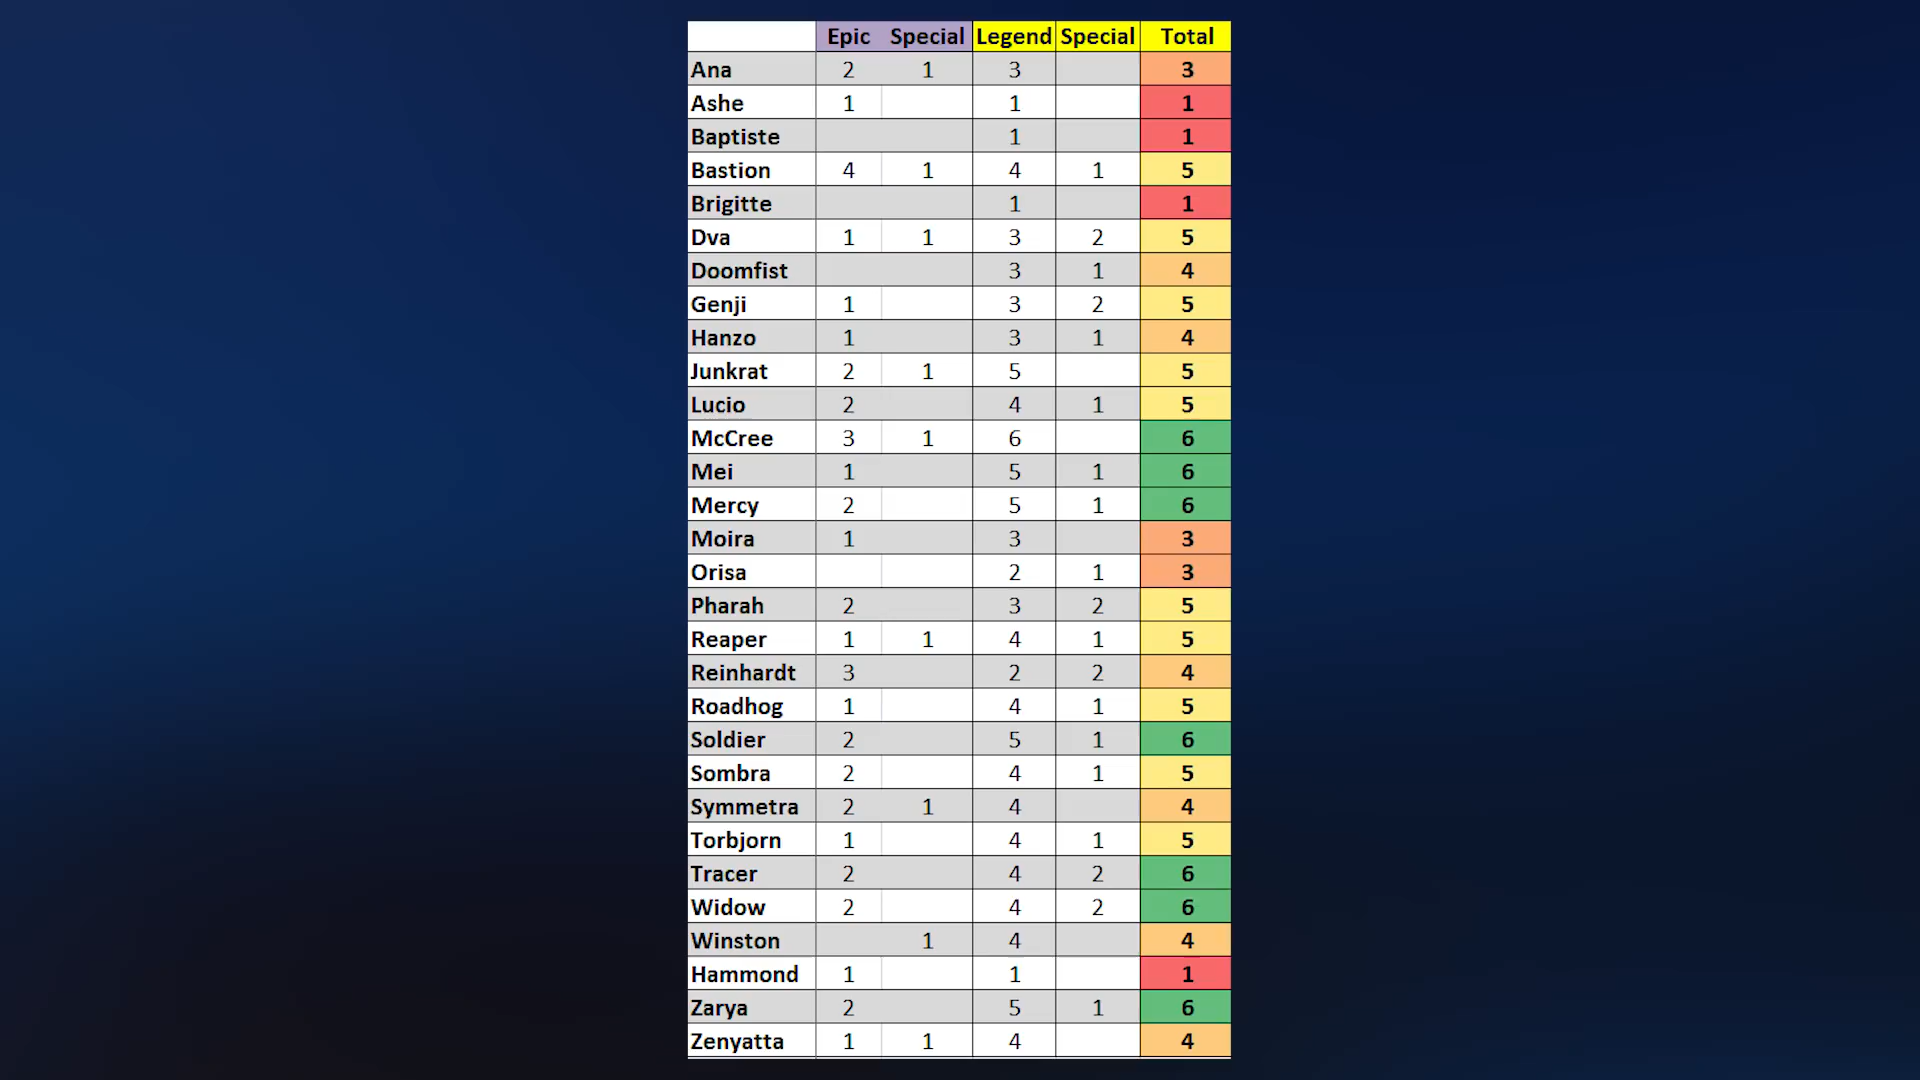 Epic Special Legend Special Total
Ana 2 1 3 3
Ashe 1 1 1
Baptiste 1 1
Bastion 4 1 4 1 5
Brigitte 1 1
Dva 1 1 3 2 5
Doomfist 3 1 4
Genji 1 3 2 5
Hanzo 1 3 1 4
Junkrat 2 1 5 5
Lucio 2 4 1 5
McCree 3 1 6 6
Mei 1 5 1 6
Mercy 2 5 1 6
Moira 1 3 3
Orisa 2 1 3
Pharah 2 3 2 5
Reaper 1 1 4 1 5
Reinhardt 3 2 2 4
Roadhog 1 4 1 5
Soldier 2 5 1 6
Sombra 2 4 1 5
Symmetra 2 1 4 4
Torbjorn 1 4 1 5
Tracer 2 4 2 6
Widow 2 4 2 6
Winston 1 4 4
Hammond 1 1 1
Zarya 2 5 1 6
Zenyatta 1 1 4 4